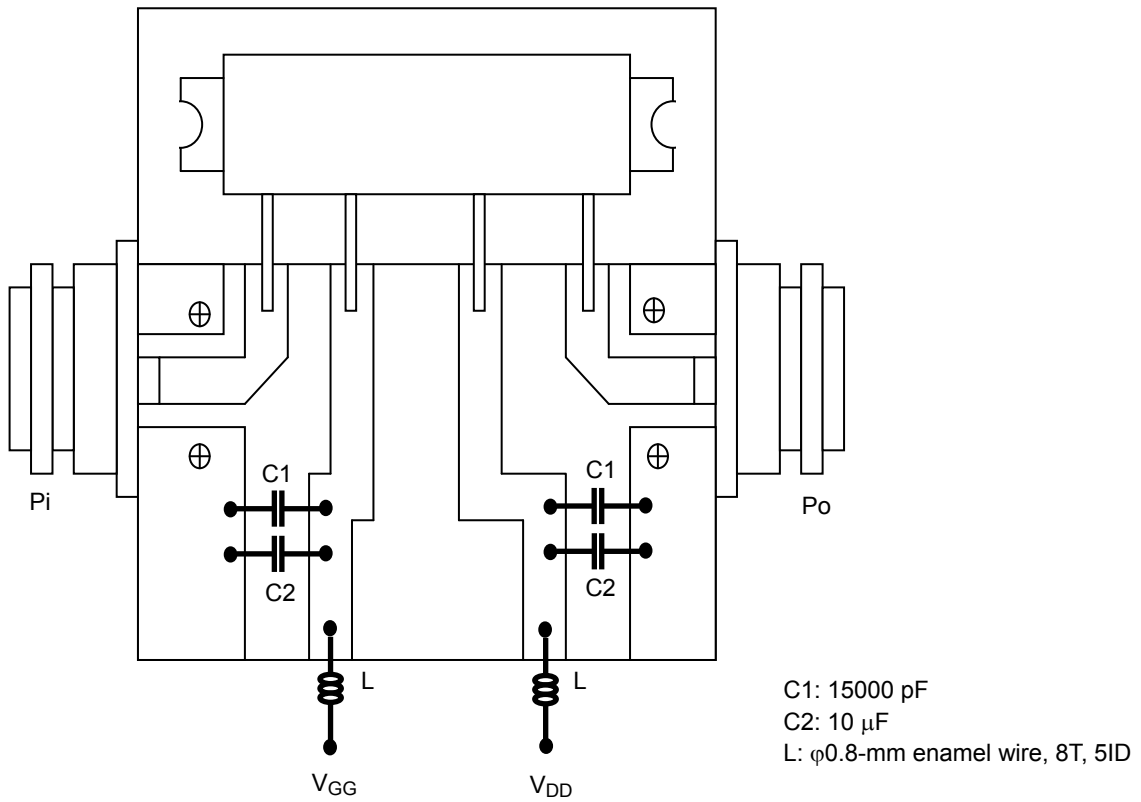 Pi
C1
C2
C1
C2
Po
L
L
VGG
VDD
C1: 15000 pF
C2: 10 μF
L: φ0.8-mm enamel wire, 8T, 5ID